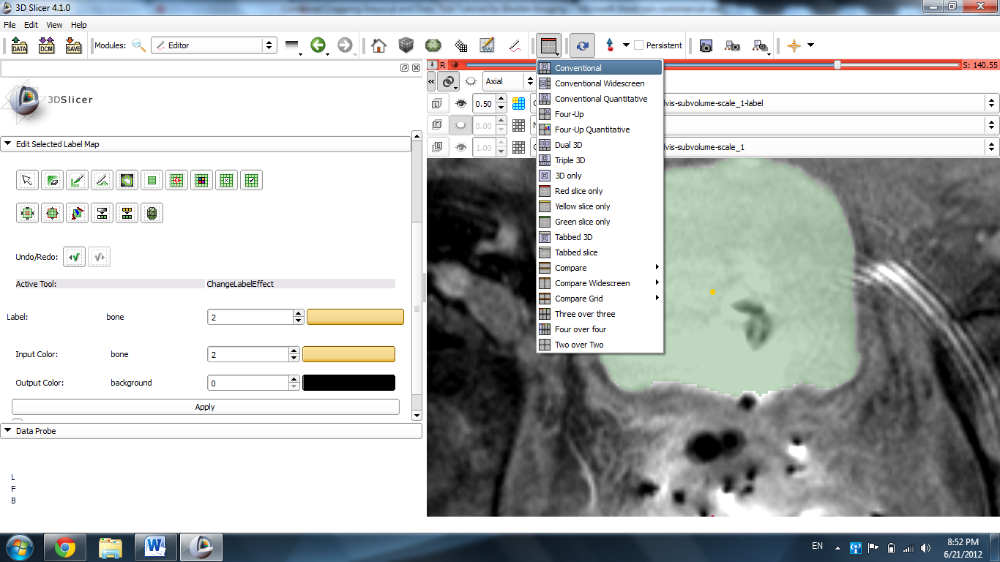 3D Slicer 4.1.0
File Edit View Help
DATA DCM SAVE Modules: Editor Persistent
R S: 140.55
Axial
L 0.50 lvis-subvolume-scale_1-label
F 0.00
B 1.00 lvis-subvolume-scale_1
Conventional
Conventional Widescreen
Conventional Quantitative
Four-Up
Four-Up Quantitative
Dual 3D
Triple 3D
3D only
Red slice only
Yellow slice only
Green slice only
Tabbed 3D
Tabbed slice
Compare
Compare Widescreen
Compare Grid
Three over three
Four over four
Two over Two
3DSlicer
Edit Selected Label Map
Undo/Redo:
Active Tool: ChangeLabelEffect
Label: bone 2
Input Color: bone 2
Output Color: background 0
Apply
Data Probe
L
F
B
EN
8:52 PM
6/21/2012